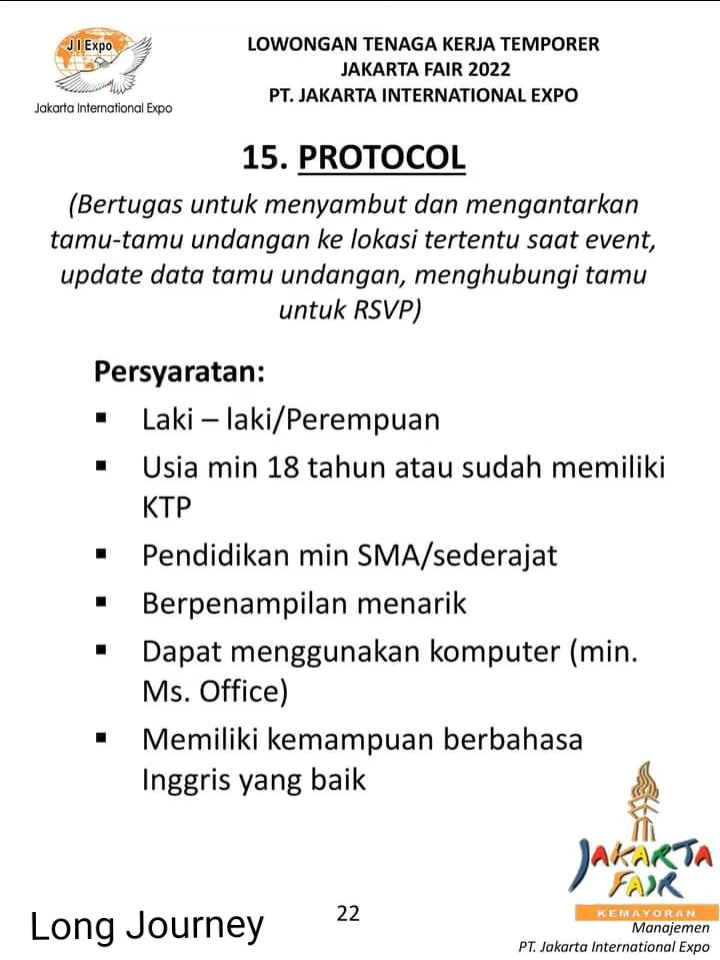 J I Expo
Jakarta International Expo
LOWONGAN TENAGA KERJA TEMPORER
JAKARTA FAIR 2022
PT. JAKARTA INTERNATIONAL EXPO
15. PROTOCOL
(Bertugas untuk menyambut dan mengantarkan
tamu-tamu undangan ke lokasi tertentu saat event,
update data tamu undangan, menghubungi tamu
untuk RSVP)
Persyaratan:
▪ Laki – laki/Perempuan
▪ Usia min 18 tahun atau sudah memiliki
KTP
▪ Pendidikan min SMA/sederajat
▪ Berpenampilan menarik
▪ Dapat menggunakan komputer (min.
Ms. Office)
▪ Memiliki kemampuan berbahasa
Inggris yang baik
JAKARTA
FAIR
KEMAYORAN
Long Journey
22
Manajemen
PT. Jakarta International Expo